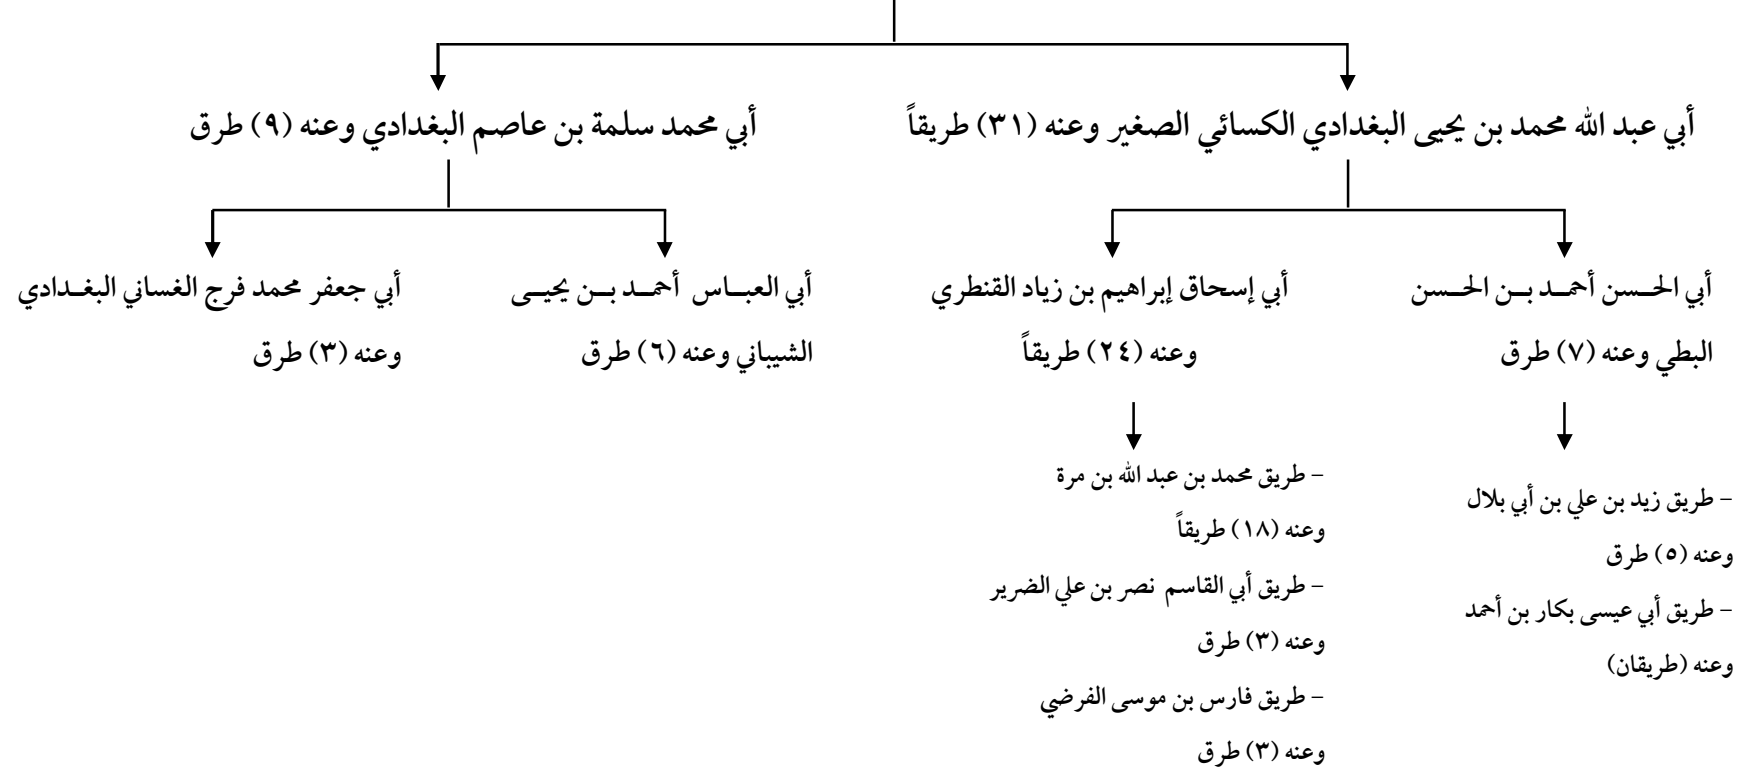 أبي عبد الله محمد بن يحيى البغدادي الكسائي الصغير وعنه (٣١) طريقاً
أبي محمد سلمة بن عاصم البغدادي وعنه (٩) طرق
أبي الحسن أحمد بن الحسن
البطي وعنه (٧) طرق
أبي إسحاق إبراهيم بن زياد القنطري
وعنه (٢٤) طريقاً
أبي العباس أحمد بن يحيى
الشيباني وعنه (٦) طرق
أبي جعفر محمد فرج الغساني البغدادي
وعنه (٣) طرق
– طريق زيد بن علي بن أبي بلال
وعنه (٥) طرق
– طريق أبي عيسى بكار بن أحمد
وعنه (طريقان)
– طريق محمد بن عبد الله بن مرة
وعنه (١٨) طريقاً
– طريق أبي القاسم نصر بن علي الضرير
وعنه (٣) طرق
– طريق فارس بن موسى الفرضي
وعنه (٣) طرق